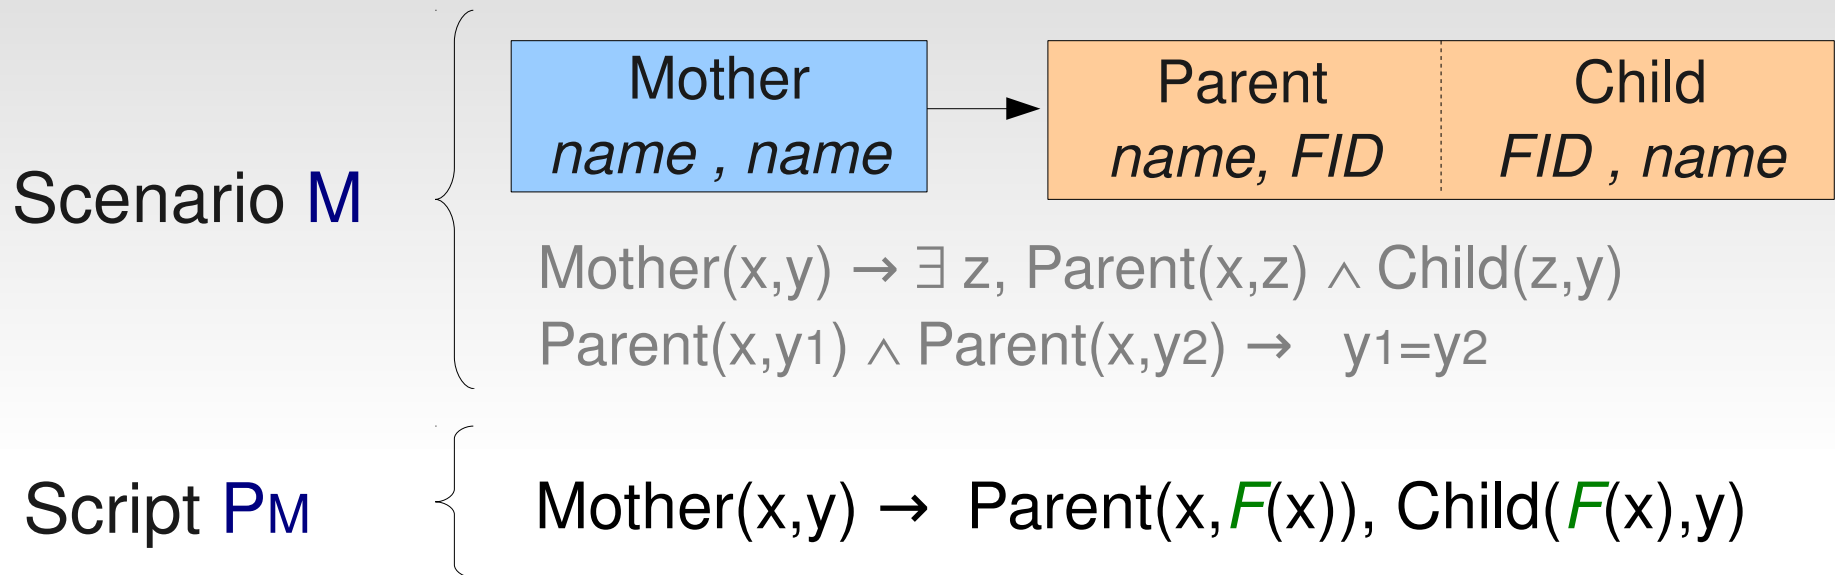 Scenario M
Mother
name , name
Parent
name, FID
Child
FID , name
Mother(x,y) → ∃ z, Parent(x,z) ∧ Child(z,y)
Parent(x,y1) ∧ Parent(x,y2) → y1=y2
Script PM
Mother(x,y) → Parent(x,F(x)), Child(F(x),y)